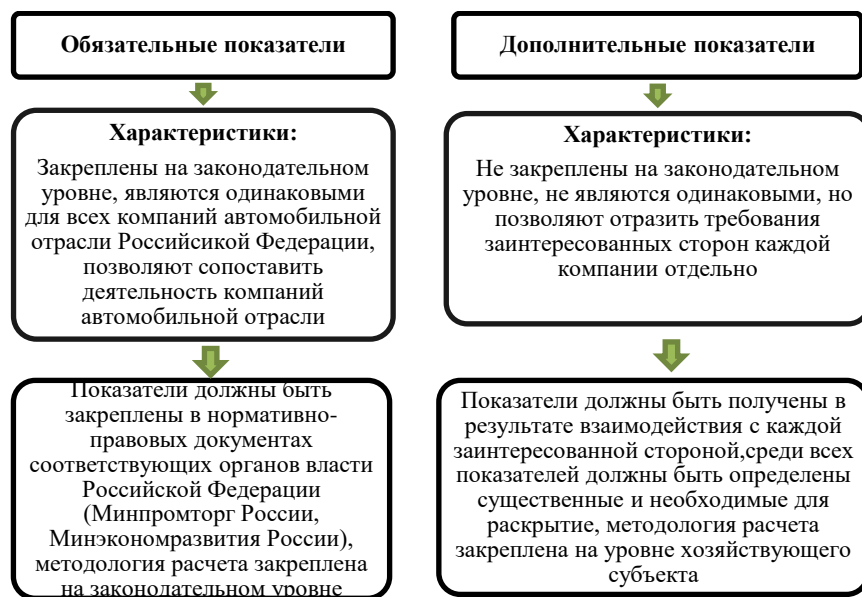 Обязательные показатели
Характеристики:
Закреплены на законодательном
уровне, являются одинаковыми
для всех компаний автомобильной
отрасли Российсикой Федерации,
позволяют сопоставить
деятельность компаний
автомобильной отрасли
Показатели должны быть
закреплены в нормативно-
правовых документах
соответствующих органов власти
Российской Федерации
(Минпромторг России,
Минэкономразвития России),
методология расчета закреплена
на законодательном уровне
Дополнительные показатели
Характеристики:
Не закреплены на законодательном
уровне, не являются одинаковыми, но
позволяют отразить требования
заинтересованных сторон каждой
компании отдельно
Показатели должны быть получены в
результате взаимодействия с каждой
заинтересованной стороной,среди всех
показателей должны быть определены
существенные и необходимые для
раскрытие, методология расчета
закреплена на уровне хозяйствующего
субъекта